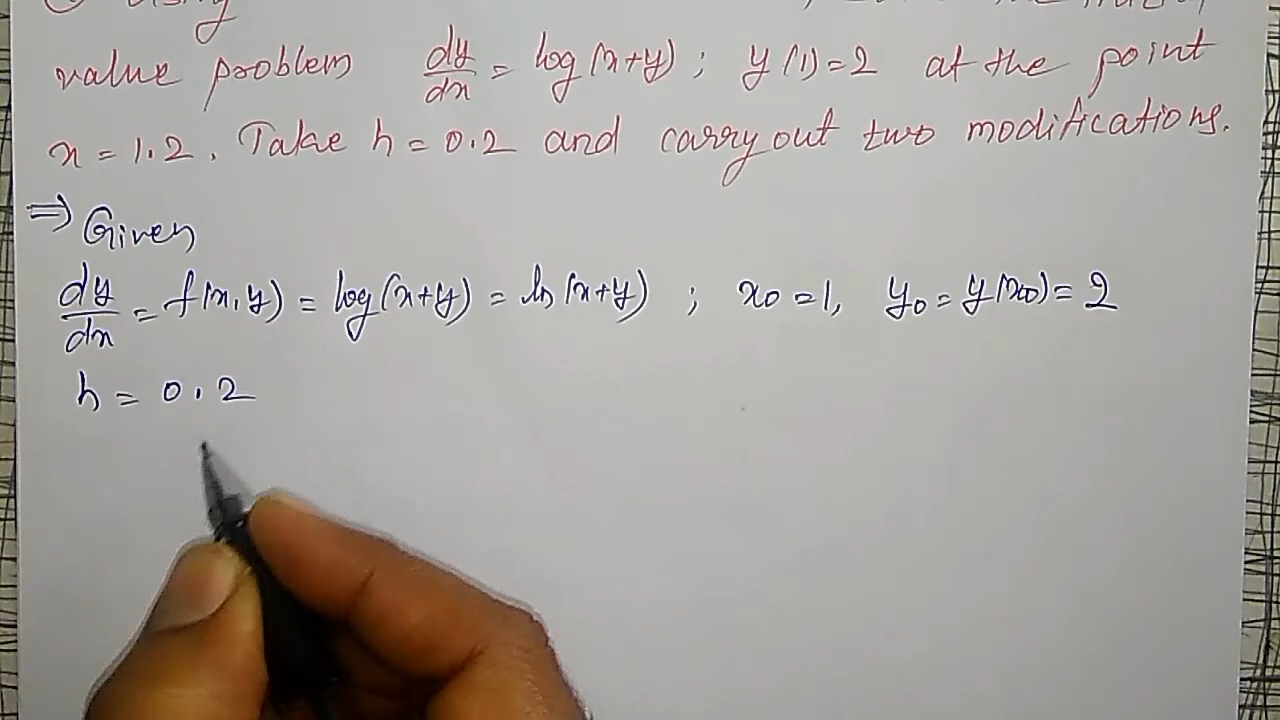 Using
value problem dy/dx = log(x+y); y(1)=2 at the point
x=1.2. Take h=0.2 and carry out two modifications.
⇒ Given
dy/dx = f(x,y) = log(x+y) = ln(x+y) ; x0=1, y0=y(x0)=2
h=0.2